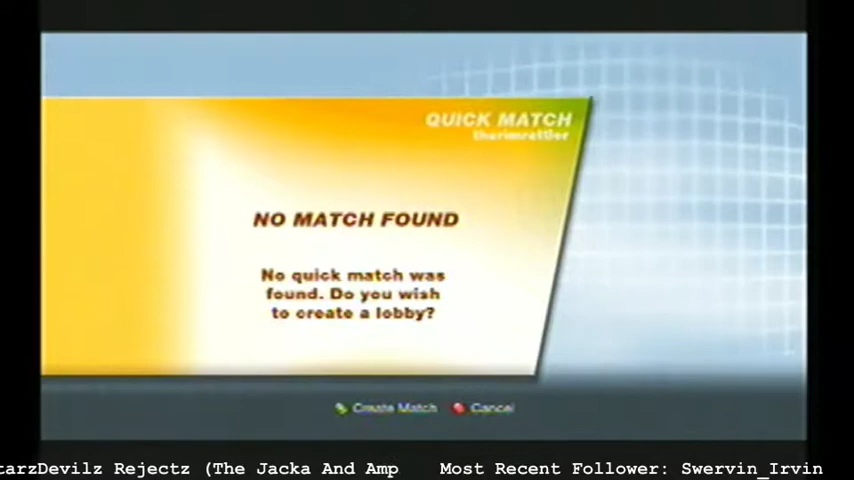 QUICK MATCH
therimrattler
NO MATCH FOUND
No quick match was
found. Do you wish
to create a lobby?
Create Match Cancel
tarzDevilz Rejectz (The Jacka And Amp Most Recent Follower: Swervin_Irvin